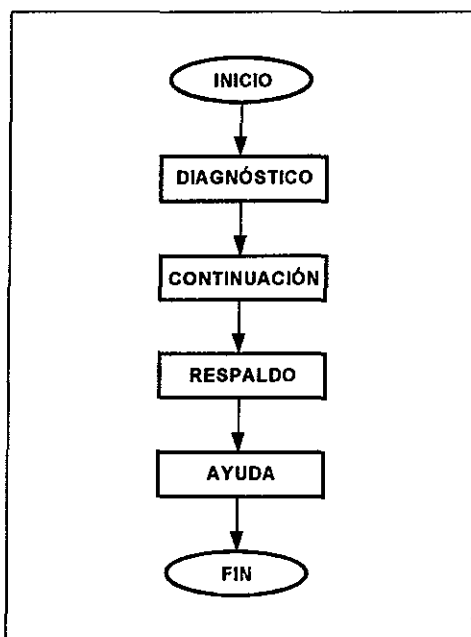 INICIO
DIAGNÓSTICO
CONTINUACIÓN
RESPALDO
AYUDA
FIN